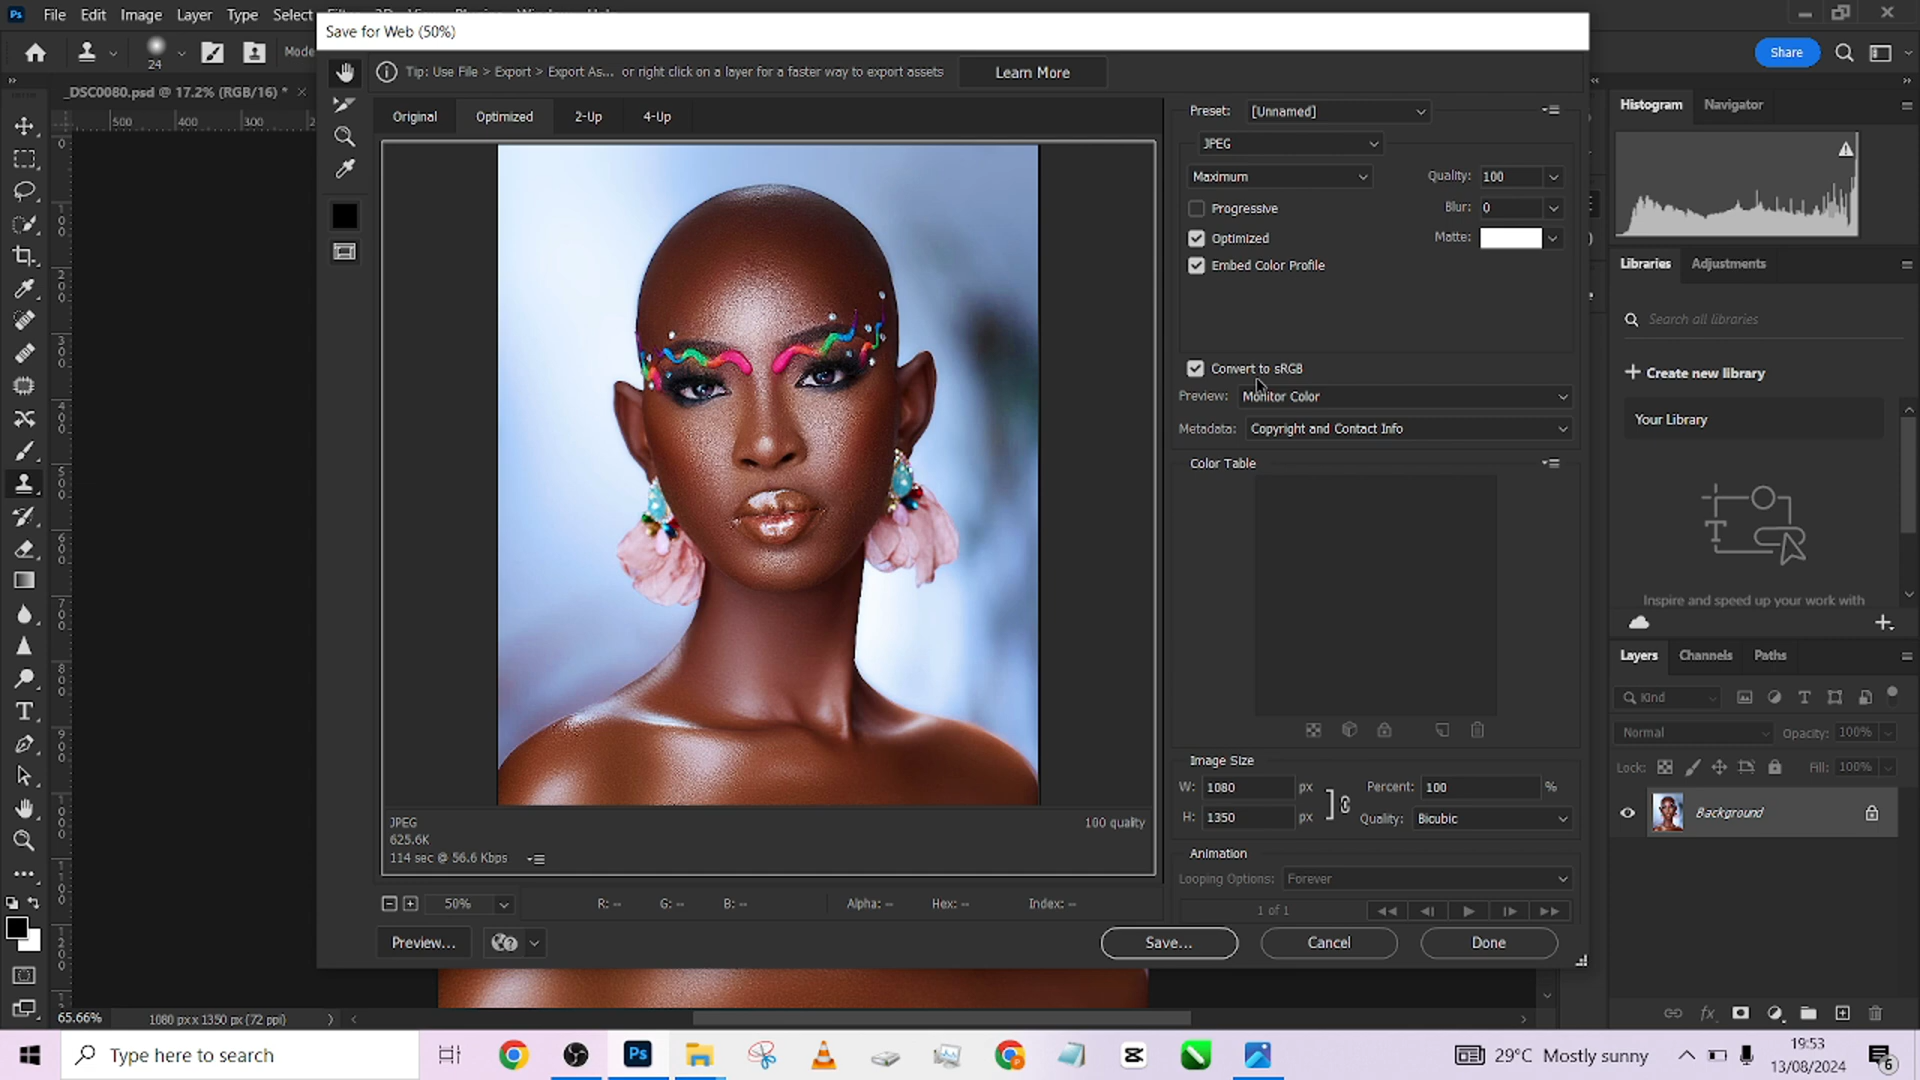 File Edit Image Layer Type Select
Save for Web (50%)
24
Mode
Tip: Use File > Export > Export As... or right click on a layer for a faster way to export assets
Learn More
Share
_DSC0080.psd @ 17.2% (RGB/16) *
500 400 300
Original Optimized 2-Up 4-Up
Preset: [Unnamed]
JPEG
Maximum
Quality: 100
Progressive
Blur: 0
Optimized
Matte:
Embed Color Profile
Convert to sRGB
Preview: Monitor Color
Metadata: Copyright and Contact Info
Color Table
Histogram Navigator
Libraries Adjustments
Search all libraries
Create new library
Your Library
Inspire and speed up your work with
Layers Channels Paths
Kind
Normal
Opacity: 100%
Lock:
Fill: 100%
Background
Image Size
W: 1080 px
Percent: 100 %
H: 1350 px
Quality: Bicubic
Animation
Looping Options: Forever
1 of 1
JPEG
100 quality
625.6K
114 sec @ 56.6 Kbps
50%
R: -- G: -- B: -- Alpha: -- Hex: -- Index: --
Preview...
Save...
Cancel
Done
65.66%
1080 px x 1350 px (72 ppi)
Type here to search
29°C Mostly sunny
19:53
13/08/2024
6